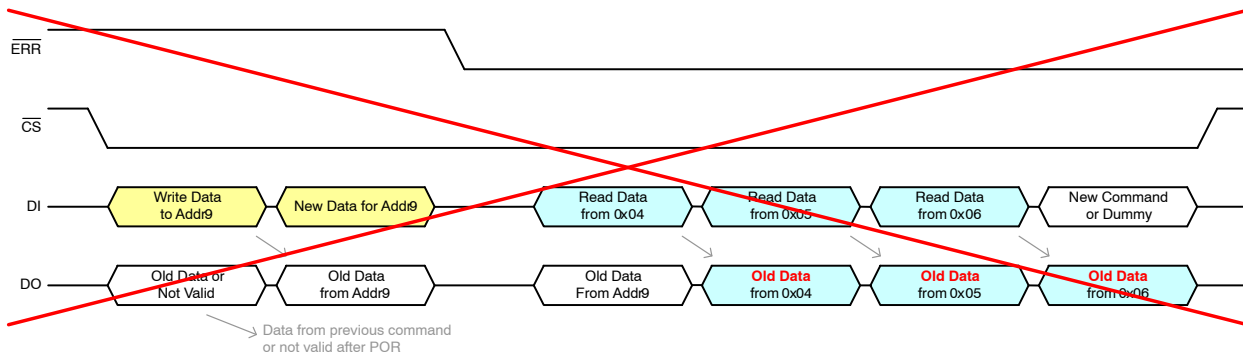 ERR
CS
DI
Write Data
to Addr9
New Data for Addr9
Read Data
from 0x04
Read Data
from 0x05
Read Data
from 0x06
New Command
or Dummy
DO
Old Data or
Not Valid
Old Data
from Addr9
Old Data
From Addr9
Old Data
from 0x04
Old Data
from 0x05
Old Data
from 0x06
Data from previous command
or not valid after POR